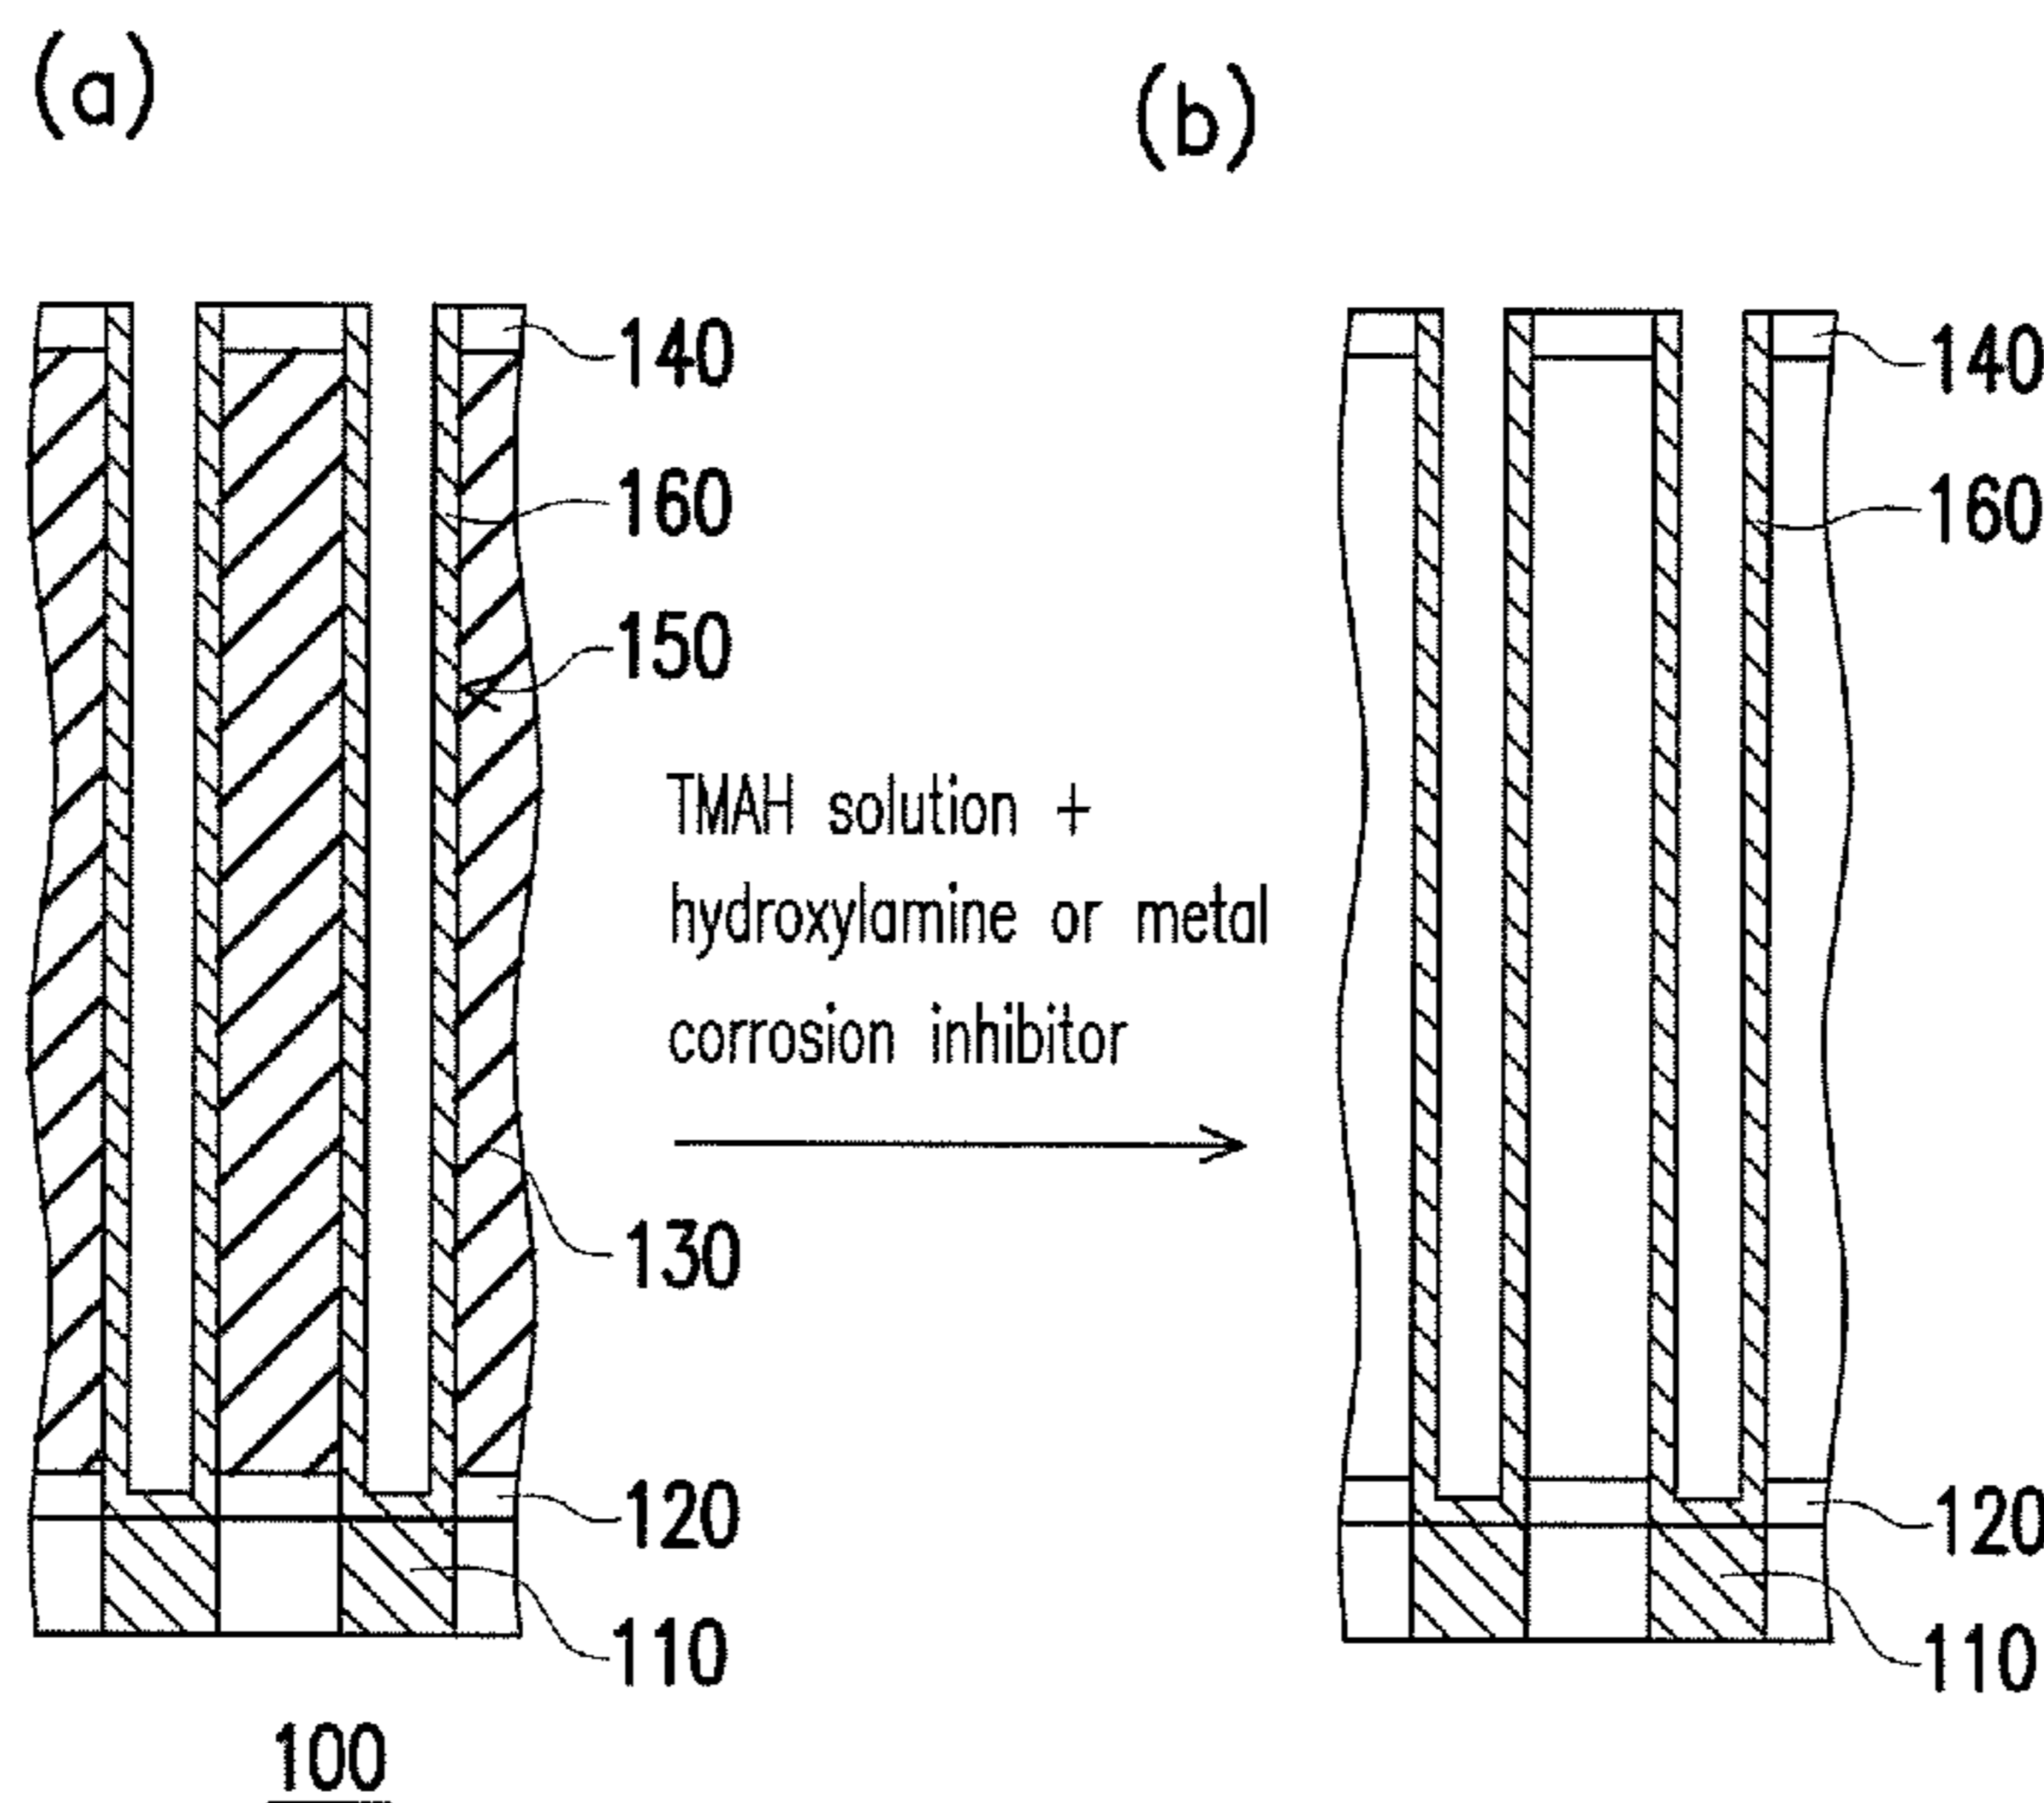 (a)
140
160
150
130
120
110
100
TMAH solution +
hydroxylamine or metal
corrosion inhibitor
(b)
140
160
120
110